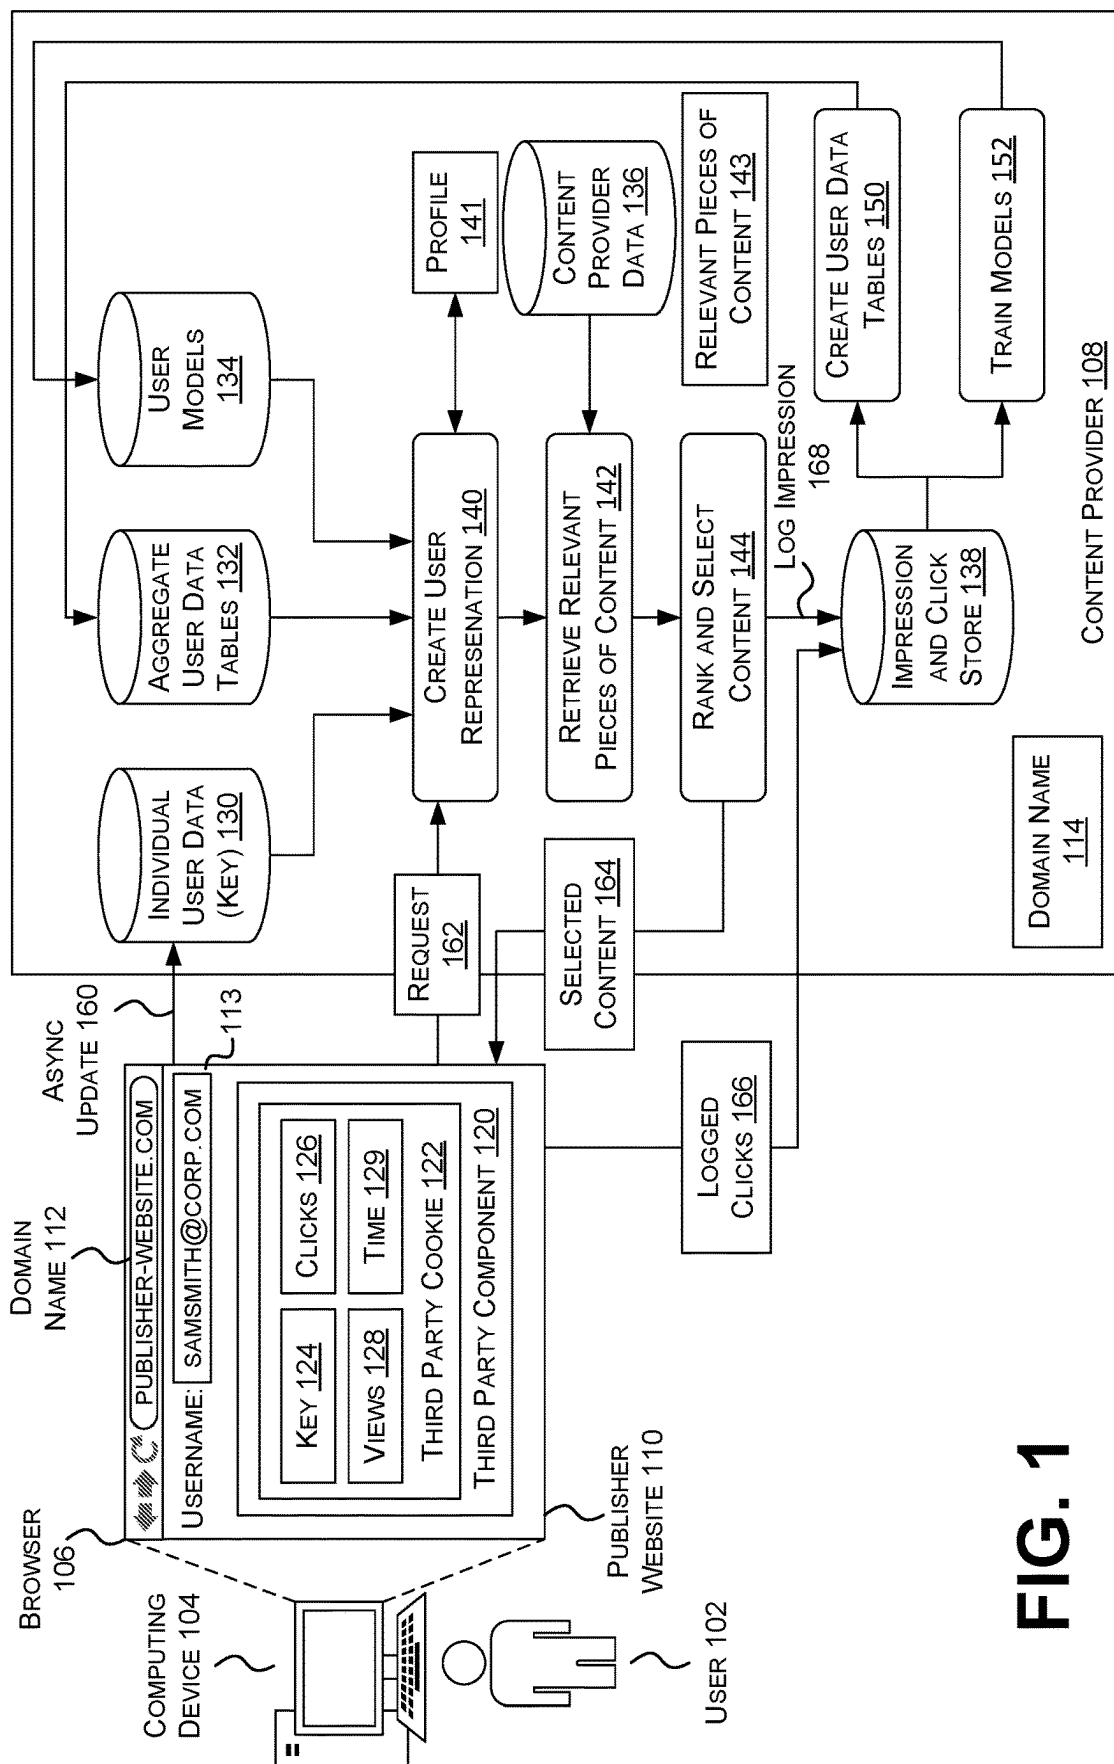 BROWSER
106
DOMAIN
NAME 112
ASYNC
UPDATE 160
COMPUTING
DEVICE 104
PUBLISHER-WEBSITE.COM
USERNAME: SAMSMITH@CORP.COM
113
KEY 124
CLICKS 126
VIEWS 128
TIME 129
THIRD PARTY COOKIE 122
THIRD PARTY COMPONENT 120
USER 102
PUBLISHER
WEBSITE 110
INDIVIDUAL
USER DATA
(KEY) 130
AGGREGATE
USER DATA
TABLES 132
USER
MODELS
134
REQUEST
162
CREATE USER
REPRESENATION 140
PROFILE
141
SELECTED
CONTENT 164
RETRIEVE RELEVANT
PIECES OF CONTENT 142
CONTENT
PROVIDER
DATA 136
LOGGED
CLICKS 166
RANK AND SELECT
CONTENT 144
RELEVANT PIECES OF
CONTENT 143
LOG IMPRESSION
168
IMPRESSION
AND CLICK
STORE 138
CREATE USER DATA
TABLES 150
TRAIN MODELS 152
DOMAIN NAME
114
CONTENT PROVIDER 108
FIG. 1